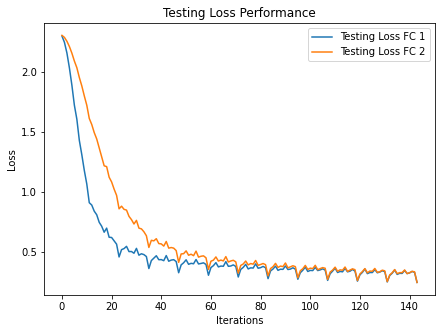 Testing Loss Performance
Testing Loss FC 1
Testing Loss FC 2
2.0
1.5
1.0
0.5
Loss
0 20 40 60 80 100 120 140
Iterations